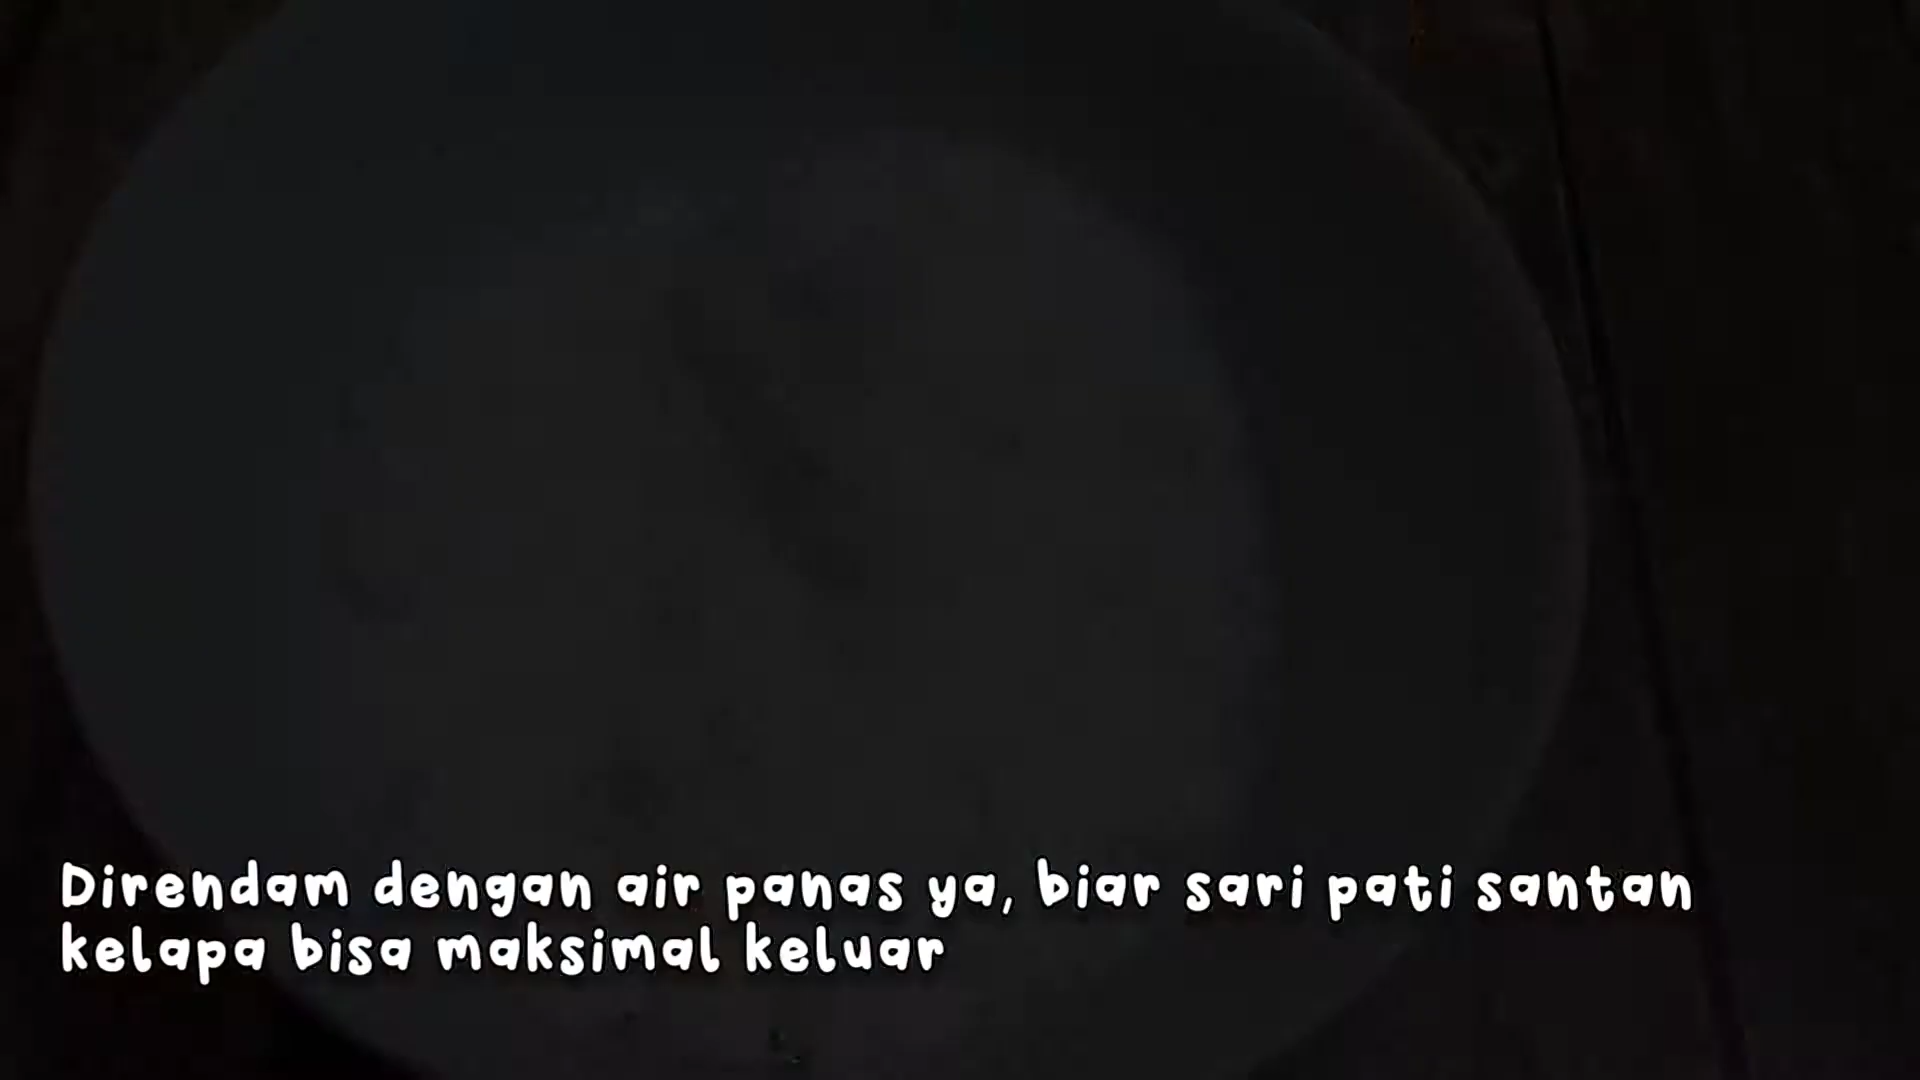 Direndam dengan air panas ya, biar sari pati santan
kelapa bisa maksimal keluar